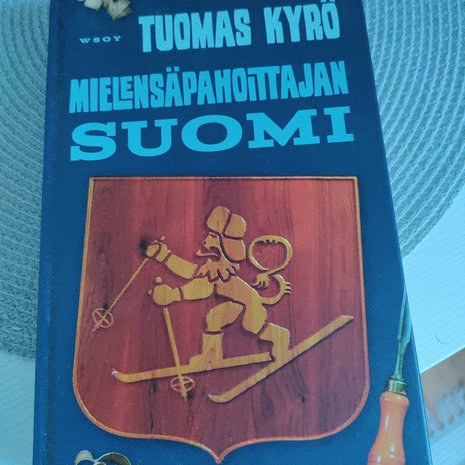 WSOY TUOMAS KYRÖ
MIELENSÄPAHOITTAJAN
SUOMI